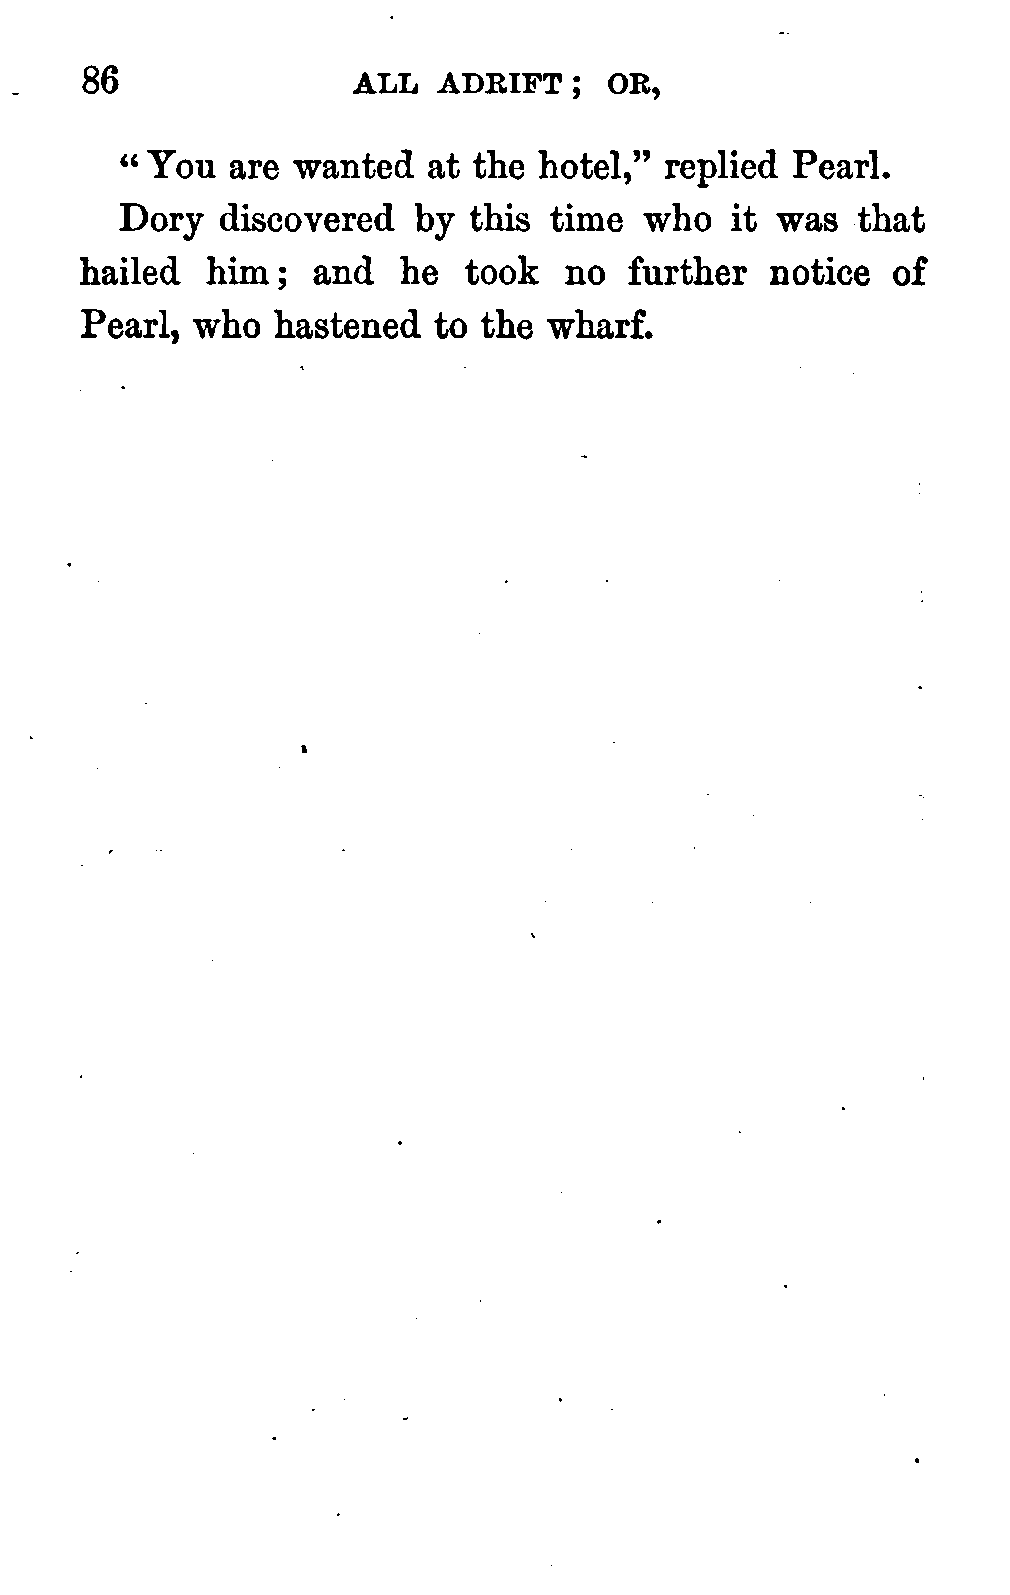 86 ALL ADRIFT; OR,
“You are wanted at the hotel,” replied Pearl.
Dory discovered by this time who it was that
hailed him; and he took no further notice of
Pearl, who hastened to the wharf.